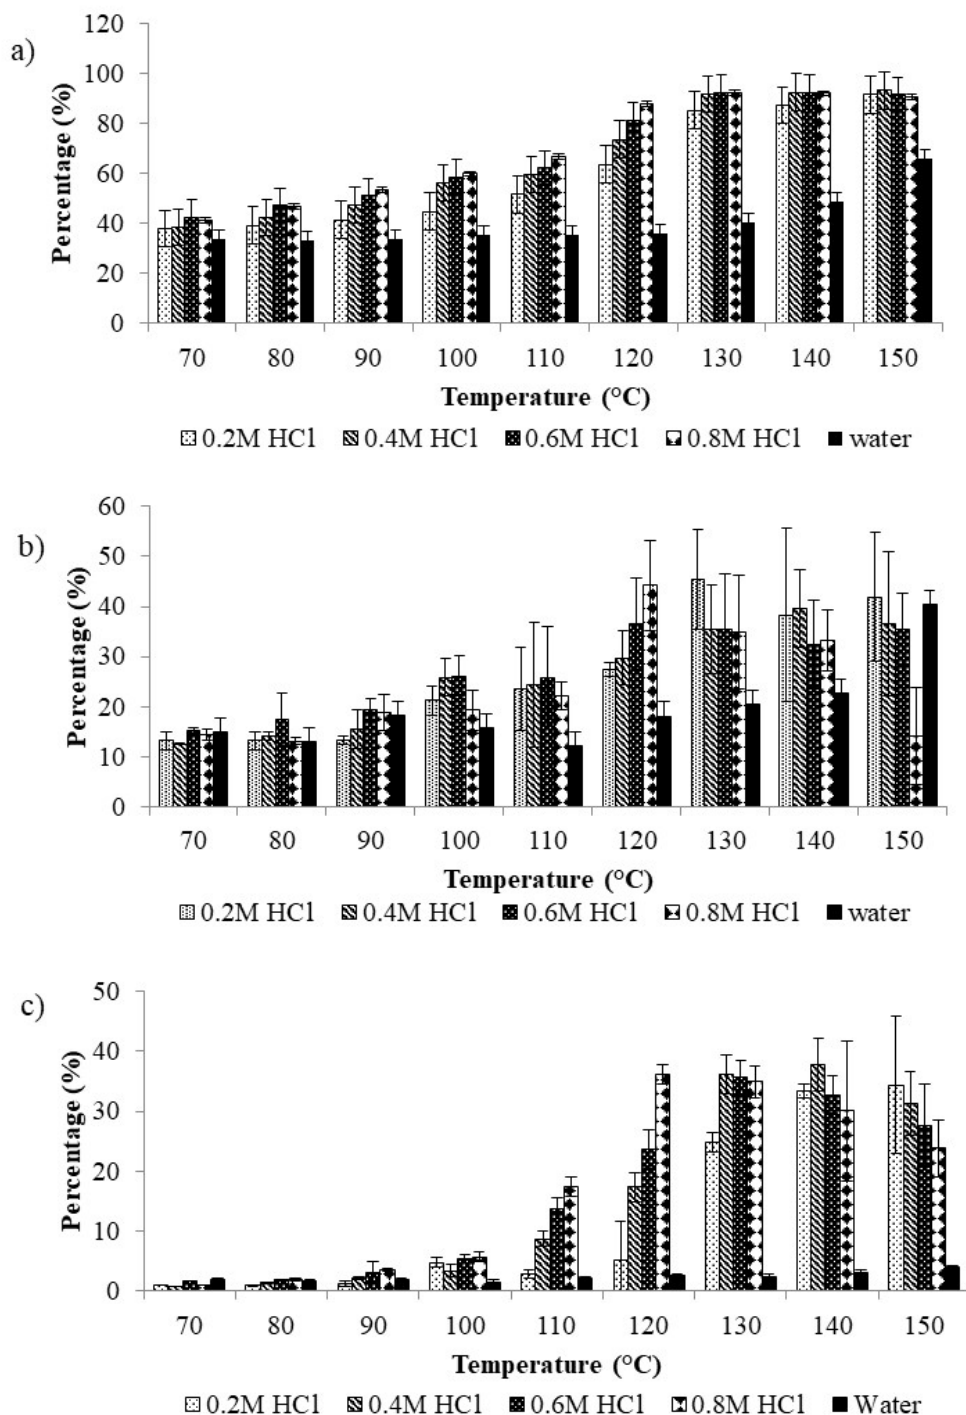 a)
Percentage (%)
120
100
80
60
40
20
0
70 80 90 100 110 120 130 140 150
Temperature (°C)
0.2M HCl 0.4M HCl 0.6M HCl 0.8M HCl water
b)
Percentage (%)
60
50
40
30
20
10
0
70 80 90 100 110 120 130 140 150
Temperature (°C)
0.2M HCl 0.4M HCl 0.6M HCl 0.8M HCl water
c)
Percentage (%)
50
40
30
20
10
0
70 80 90 100 110 120 130 140 150
Temperature (°C)
0.2M HCl 0.4M HCl 0.6M HCl 0.8M HCl Water